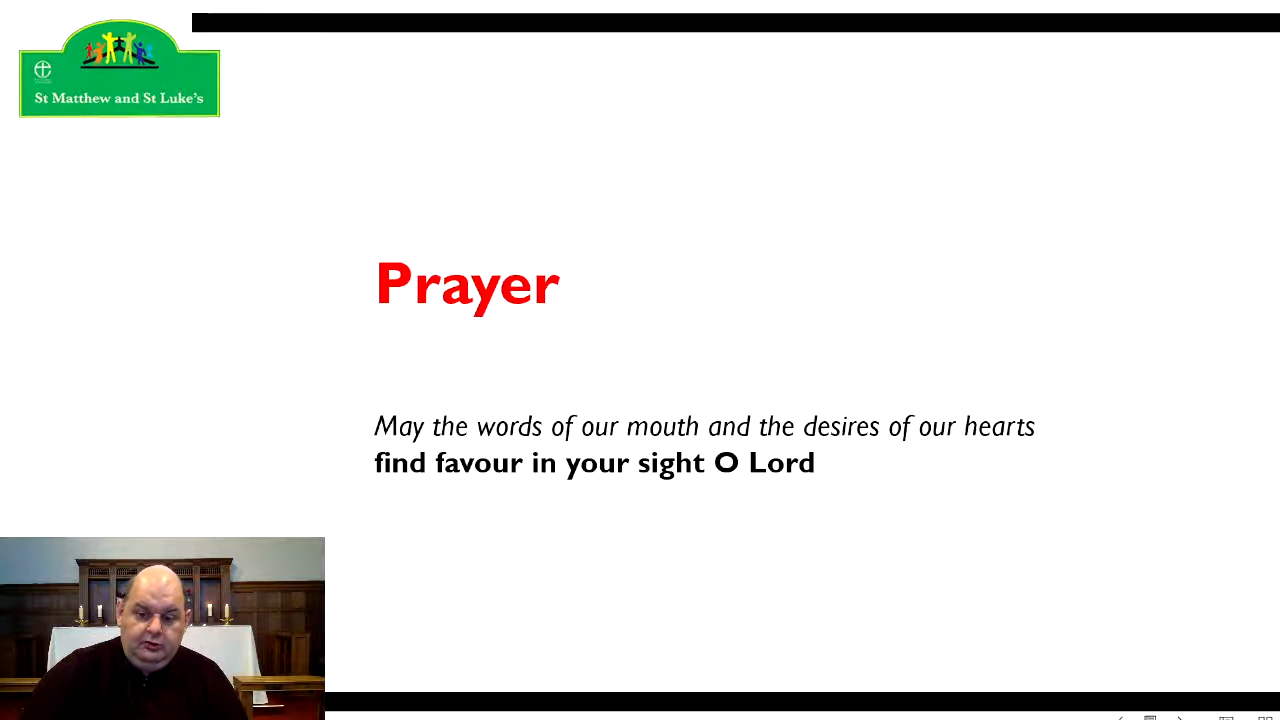 St Matthew and St Luke's
Prayer
May the words of our mouth and the desires of our hearts
find favour in your sight O Lord